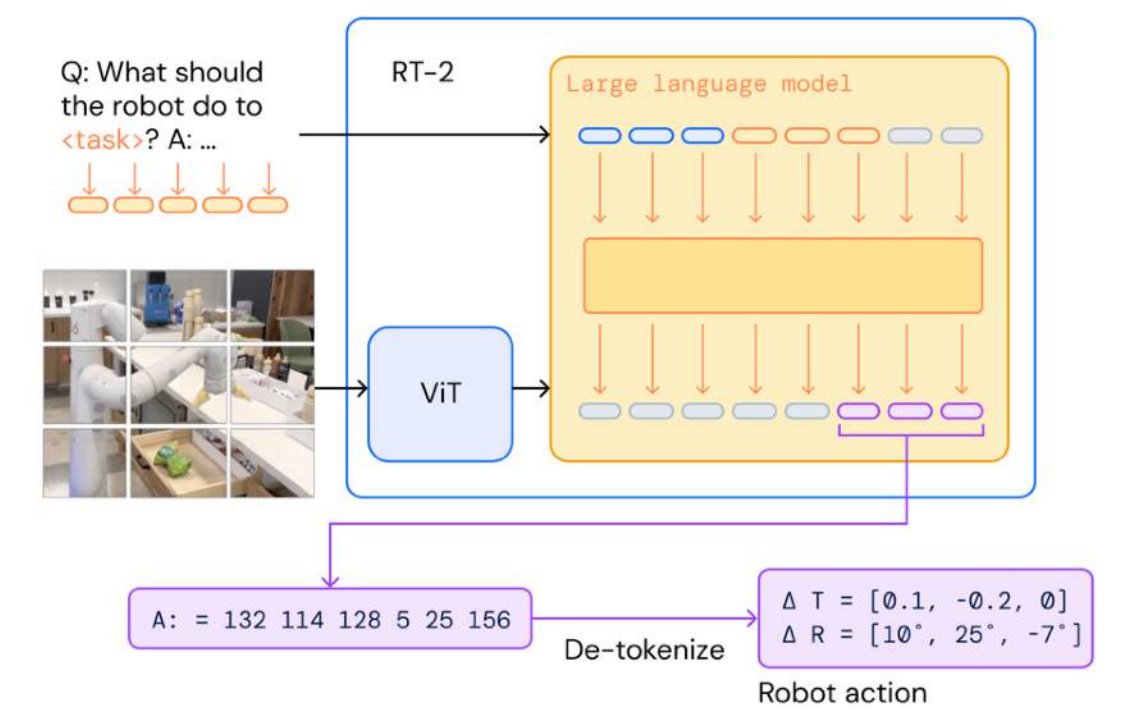 Q: What should
the robot do to
<task>? A: ...
RT-2
Large language model
ViT
A: = 132 114 128 5 25 156
De-tokenize
Δ T = [0.1, -0.2, 0]
Δ R = [10°, 25°, -7°]
Robot action